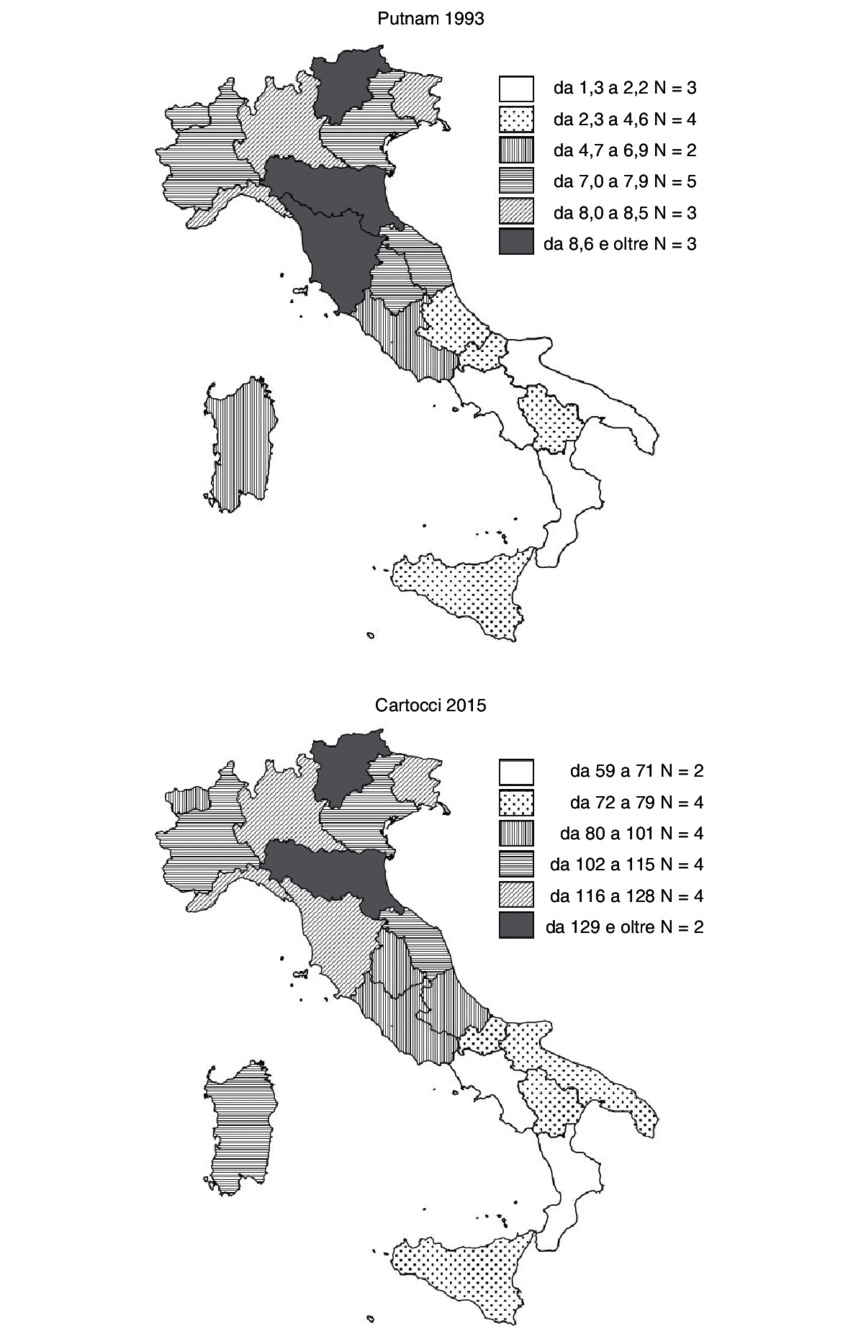 Putnam 1993
da 1,3 a 2,2 N = 3
da 2,3 a 4,6 N = 4
da 4,7 a 6,9 N = 2
da 7,0 a 7,9 N = 5
da 8,0 a 8,5 N = 3
da 8,6 e oltre N = 3
Cartocci 2015
da 59 a 71 N = 2
da 72 a 79 N = 4
da 80 a 101 N = 4
da 102 a 115 N = 4
da 116 a 128 N = 4
da 129 e oltre N = 2